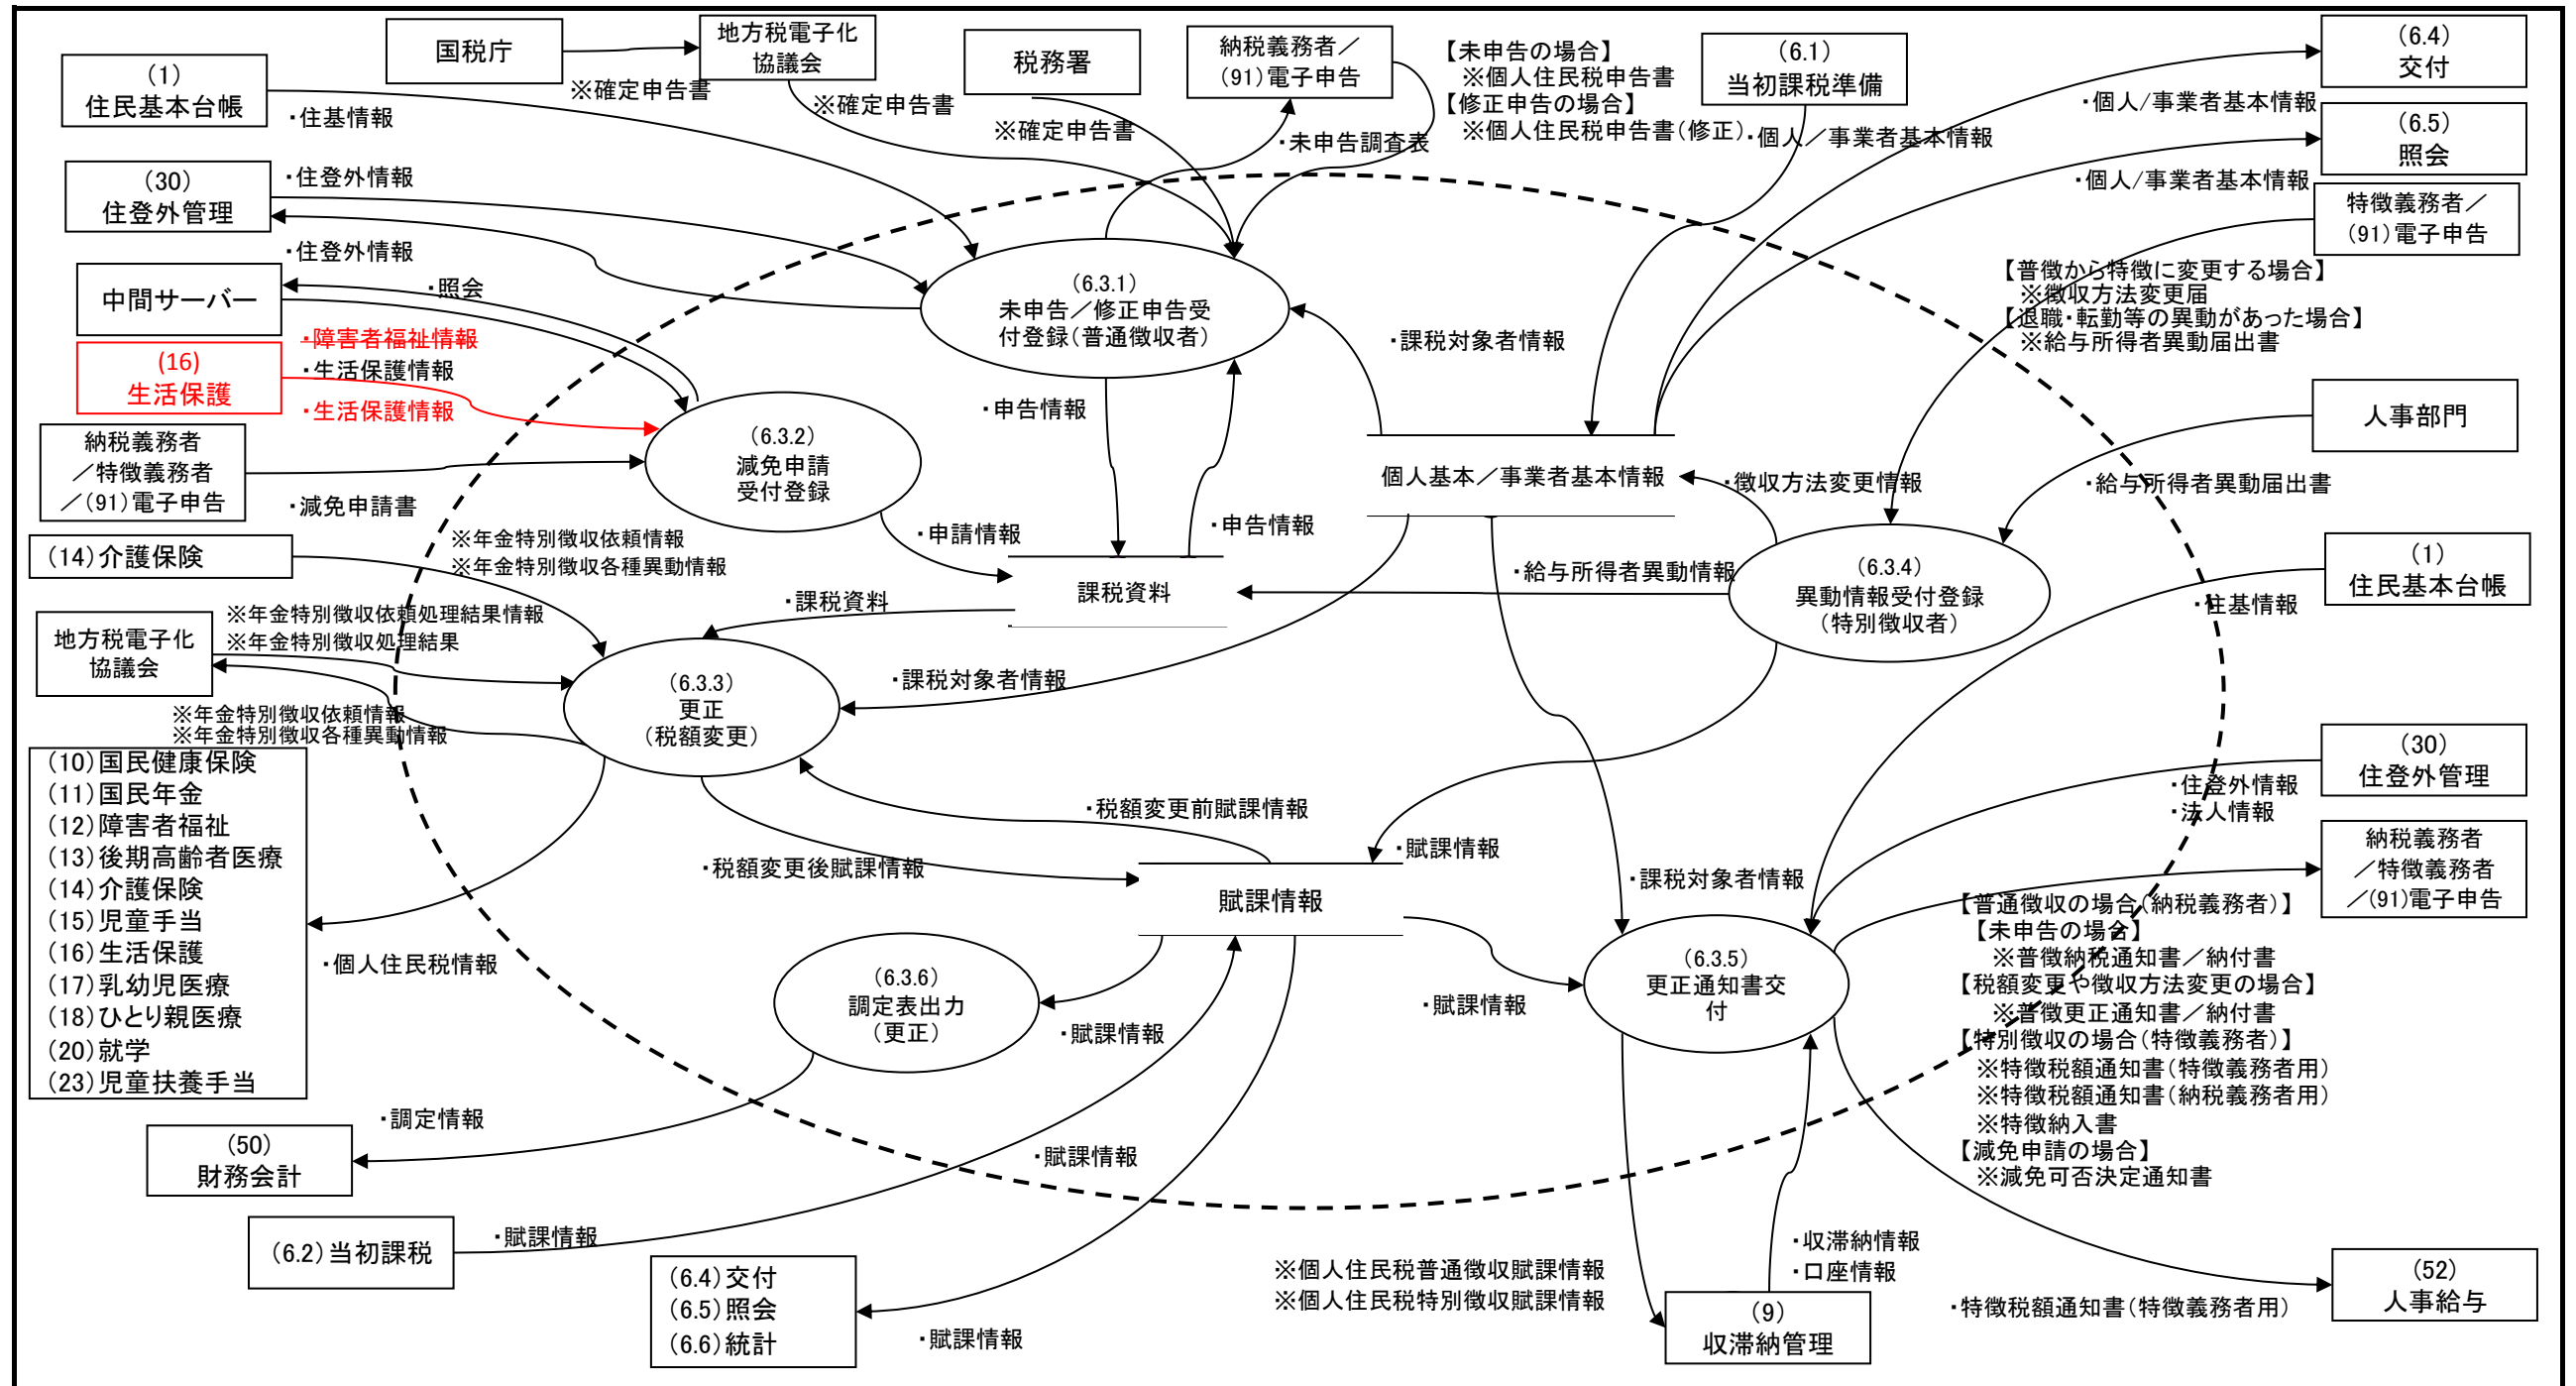 国税庁
地方税電子化
協議会
税務署
納税義務者/
(91)電子申告
【未申告の場合】
※個人住民税申告書
【修正申告の場合】
※個人住民税申告書(修正)
(6.1)
当初課税準備
(6.4)
交付
(1)
住民基本台帳
※確定申告書
※確定申告書
※確定申告書
・住基情報
・未申告調査表
・個人/事業者基本情報
・個人/事業者基本情報
(6.5)
照会
(30)
住登外管理
・住登外情報
・個人/事業者基本情報
特徴義務者/
(91)電子申告
・住登外情報
中間サーバー
・照会
(6.3.1)
未申告/修正申告受
付登録(普通徴収者)
【普徴から特徴に変更する場合】
※徴収方法変更届
【退職・転勤等の異動があった場合】
※給与所得者異動届出書
・障害者福祉情報
・生活保護情報
・課税対象者情報
(16)
生活保護
・生活保護情報
・申告情報
人事部門
納税義務者
/特徴義務者
/(91)電子申告
(6.3.2)
減免申請
受付登録
個人基本/事業者基本情報
・徴収方法変更情報
・給与所得者異動届出書
・減免申請書
・申請情報
・申告情報
(14)介護保険
※年金特別徴収依頼情報
※年金特別徴収各種異動情報
課税資料
・給与所得者異動情報
(6.3.4)
異動情報受付登録
(特別徴収者)
(1)
住民基本台帳
・住基情報
・課税資料
地方税電子化
協議会
※年金特別徴収依頼処理結果情報
※年金特別徴収処理結果
(6.3.3)
更正
(税額変更)
・課税対象者情報
※年金特別徴収依頼情報
※年金特別徴収各種異動情報
(10)国民健康保険
(11)国民年金
(12)障害者福祉
(13)後期高齢者医療
(14)介護保険
(15)児童手当
(16)生活保護
(17)乳幼児医療
(18)ひとり親医療
(20)就学
(23)児童扶養手当
・個人住民税情報
・税額変更前賦課情報
・税額変更後賦課情報
・賦課情報
賦課情報
・課税対象者情報
(30)
住登外管理
・住登外情報
・法人情報
納税義務者
/特徴義務者
/(91)電子申告
【普通徴収の場合(納税義務者)】
【未申告の場合】
※普徴納税通知書/納付書
【税額変更や徴収方法変更の場合】
※普徴更正通知書/納付書
【特別徴収の場合(特徴義務者)】
※特徴税額通知書(特徴義務者用)
※特徴税額通知書(納税義務者用)
※特徴納入書
【減免申請の場合】
※減免可否決定通知書
(6.3.6)
調定表出力
(更正)
・賦課情報
・賦課情報
(6.3.5)
更正通知書交
付
・調定情報
(50)
財務会計
・賦課情報
(6.2)当初課税
・賦課情報
(6.4)交付
(6.5)照会
(6.6)統計
・賦課情報
※個人住民税普通徴収賦課情報
※個人住民税特別徴収賦課情報
・収滞納情報
・口座情報
(9)
収滞納管理
・特徴税額通知書(特徴義務者用)
(52)
人事給与